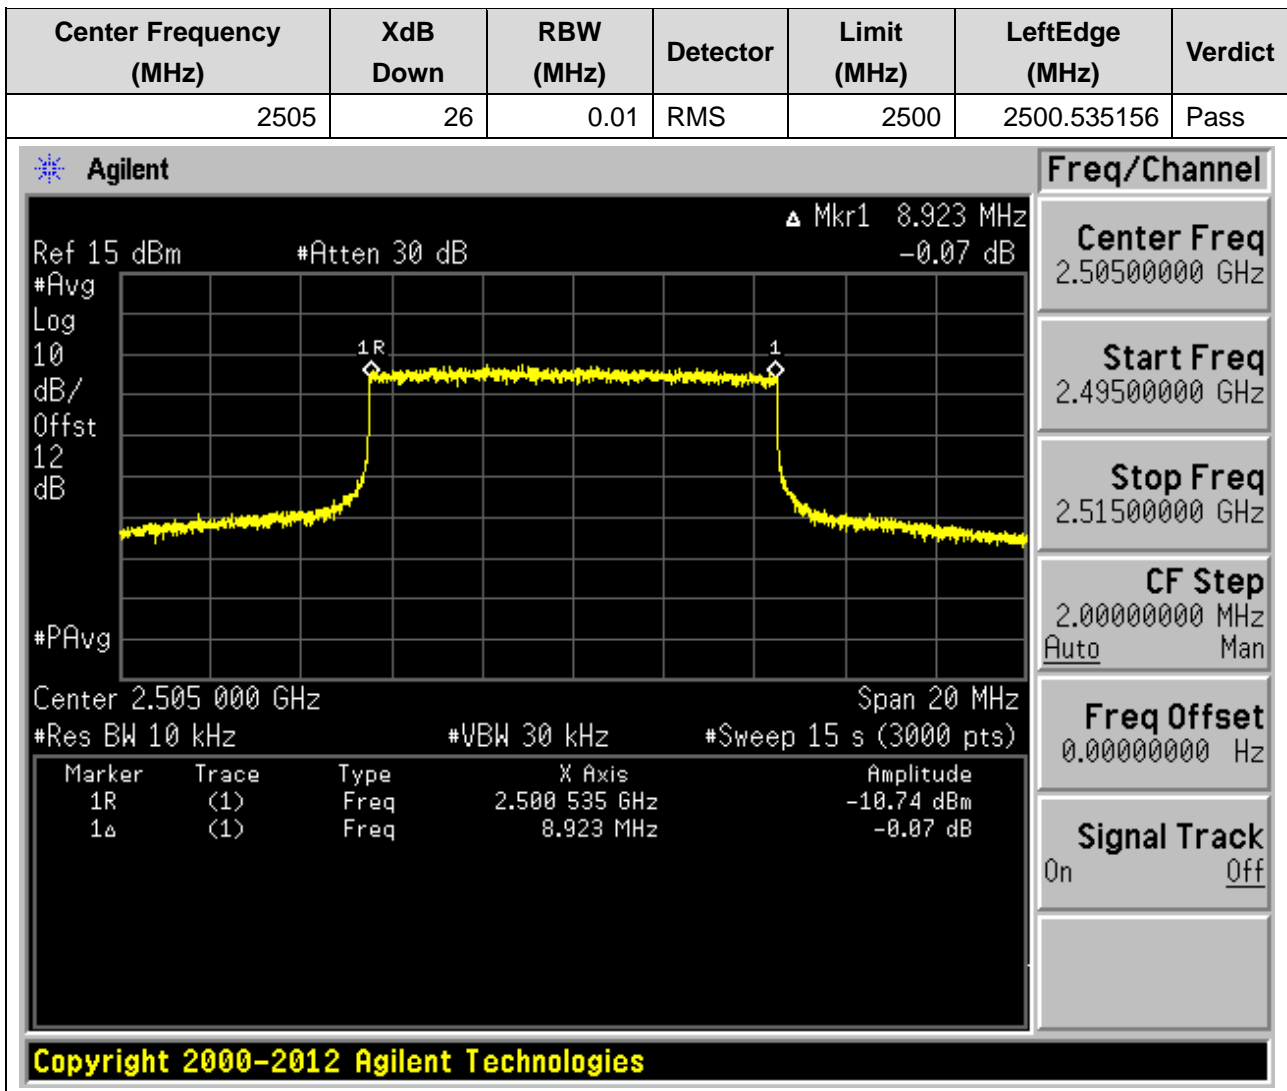 Center Frequency (MHz) XdB Down RBW (MHz) Detector Limit (MHz) LeftEdge (MHz) Verdict
2505 26 0.01 RMS 2500 2500.535156 Pass
Agilent
Freq/Channel
Δ Mkr1 8.923 MHz
Ref 15 dBm #Atten 30 dB -0.07 dB
#Avg
Log
10
dB/
Offst
12
dB
1R
1
#PAvg
Center 2.505 000 GHz Span 20 MHz
#Res BW 10 kHz #VBW 30 kHz #Sweep 15 s (3000 pts)
Marker Trace Type X Axis Amplitude
1R (1) Freq 2.500 535 GHz -10.74 dBm
1Δ (1) Freq 8.923 MHz -0.07 dB
Center Freq
2.50500000 GHz
Start Freq
2.49500000 GHz
Stop Freq
2.51500000 GHz
CF Step
2.00000000 MHz
Auto Man
Freq Offset
0.00000000 Hz
Signal Track
On Off
Copyright 2000-2012 Agilent Technologies